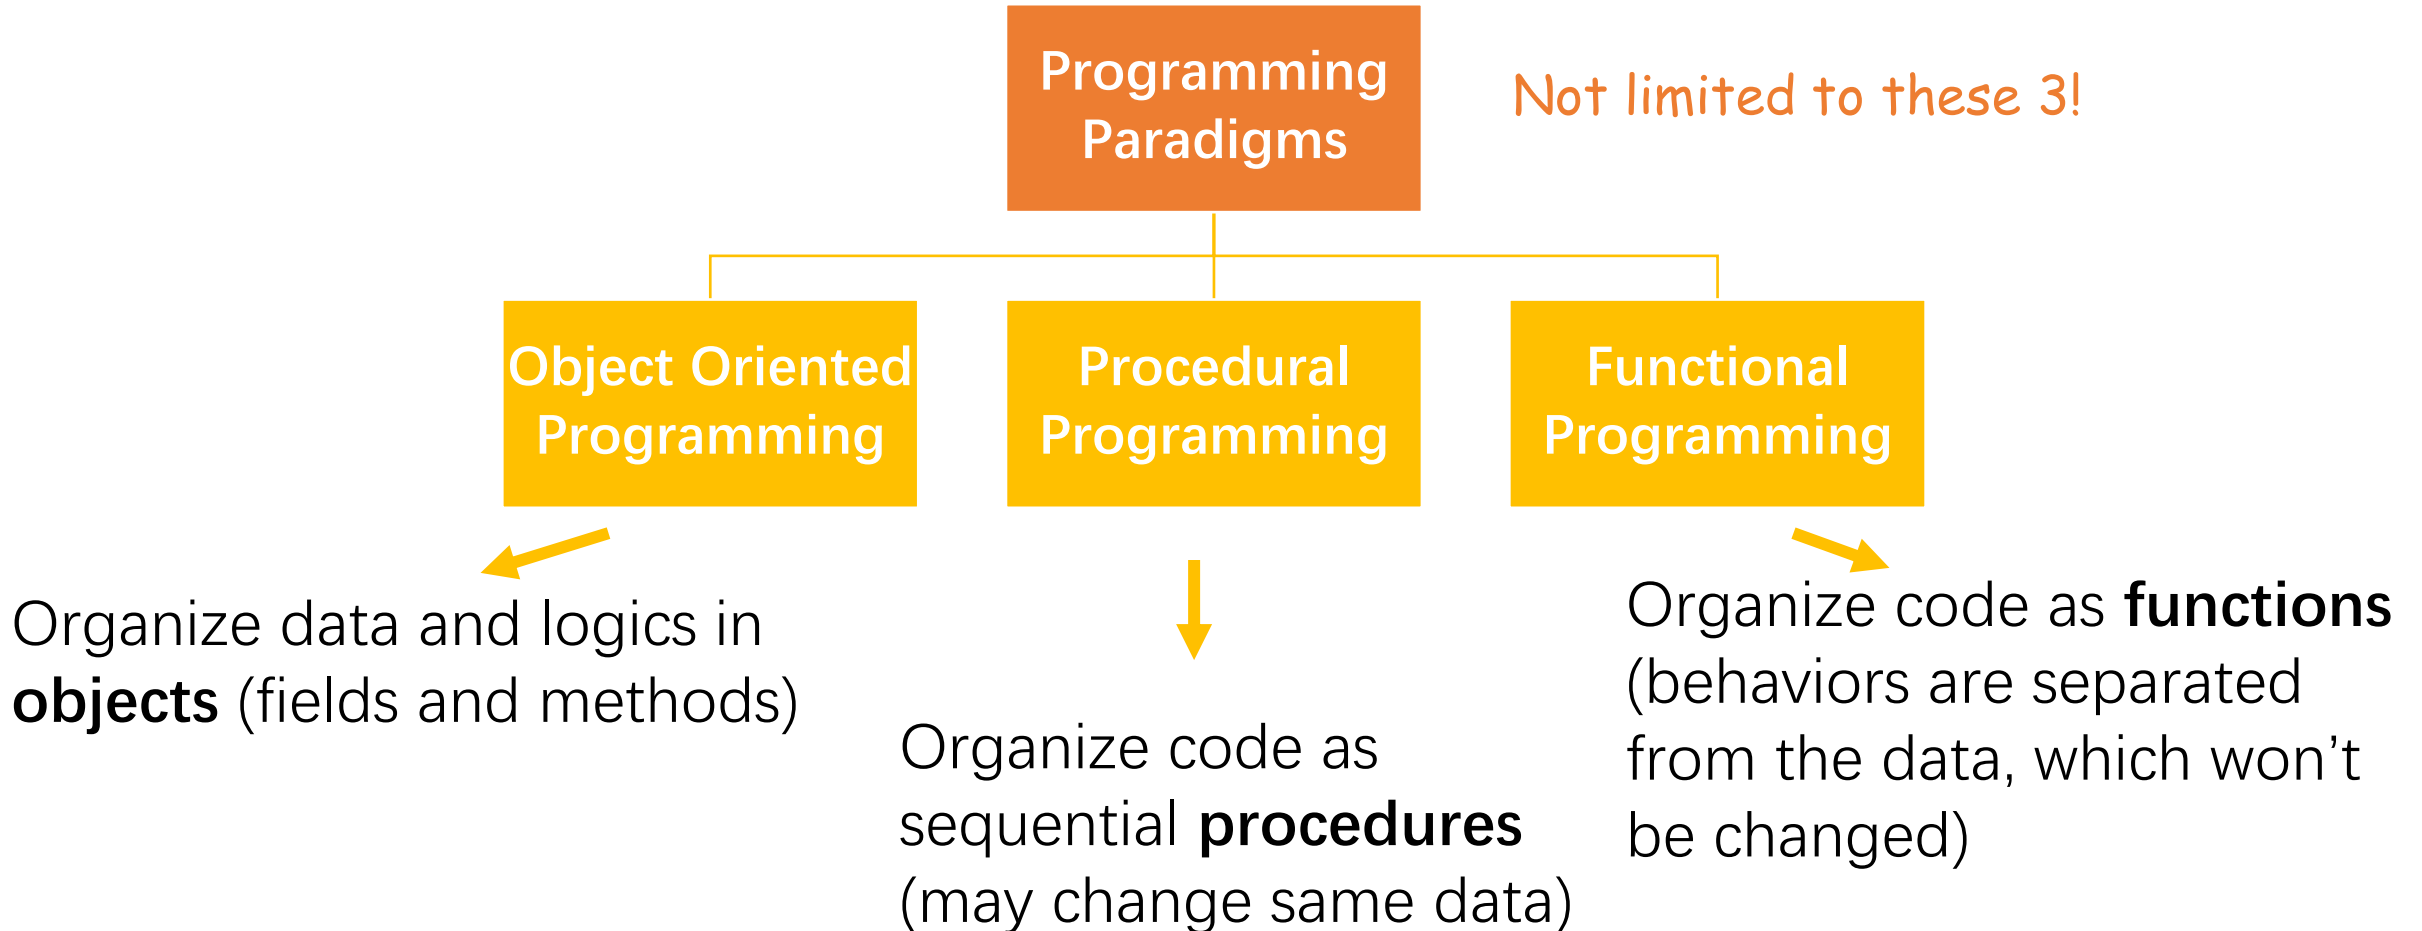 Programming
Paradigms
Not limited to these 3!
Object Oriented
Programming
Procedural
Programming
Functional
Programming
Organize data and logics in
objects (fields and methods)
Organize code as
sequential procedures
(may change same data)
Organize code as functions
(behaviors are separated
from the data, which won’t
be changed)